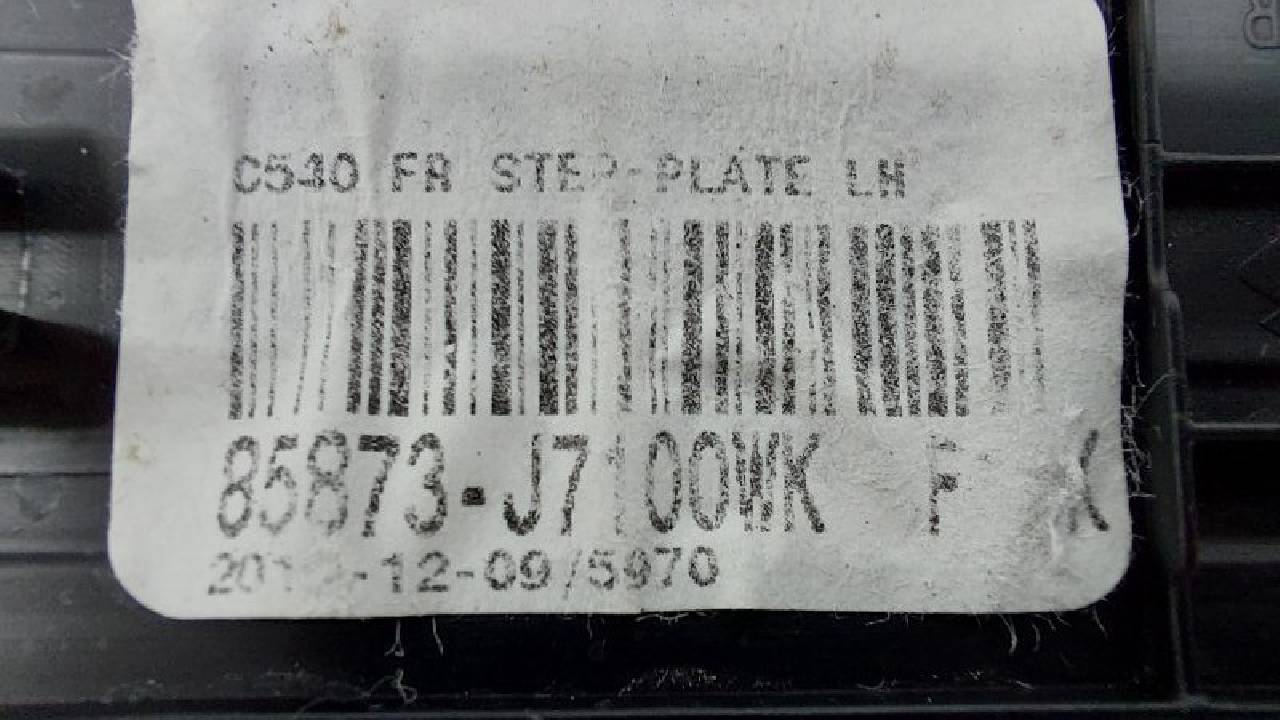 C540 FR STEP-PLATE LH
85873-J7100WK F
-12-09/5970